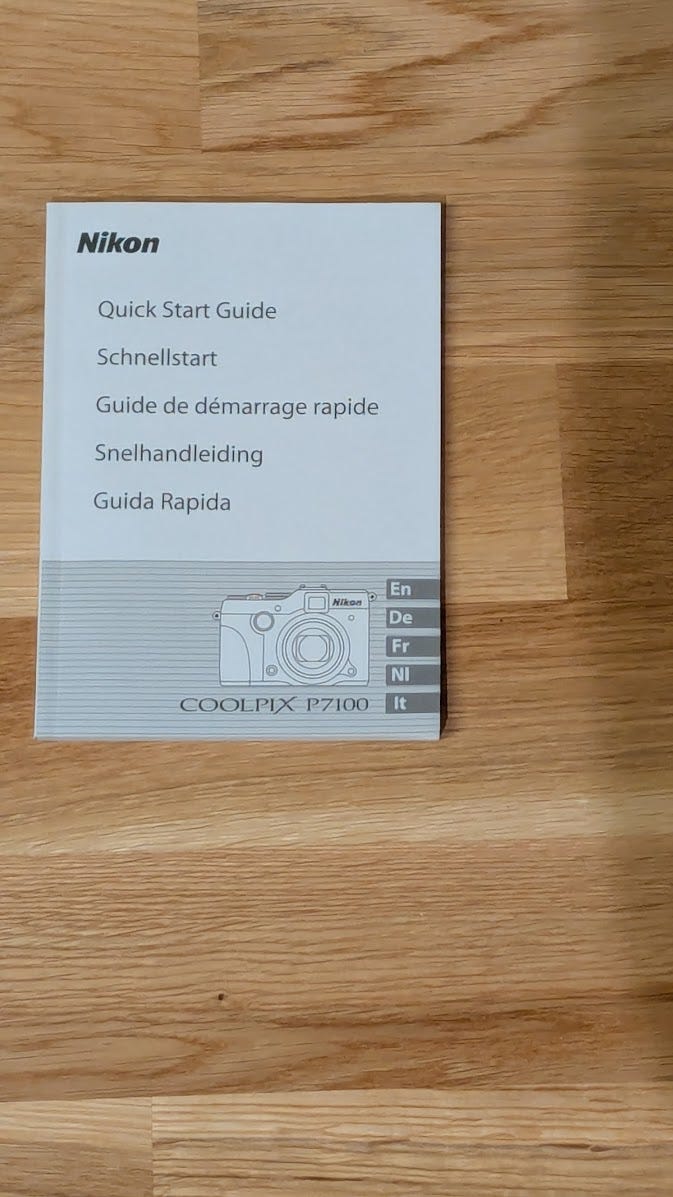 Nikon
Quick Start Guide
Schnellstart
Guide de démarrage rapide
Snelhandleiding
Guida Rapida
Nikon
En
De
Fr
Nl
COOLPIX P7100
It